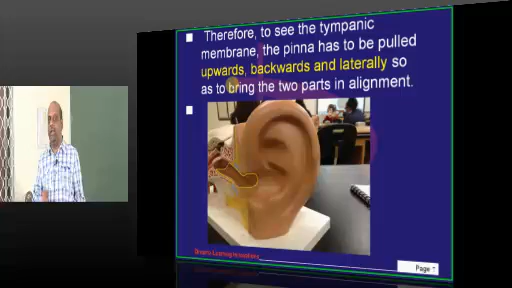 Therefore, to see the tympanic
membrane, the pinna has to be pulled
upwards, backwards and laterally so
as to bring the two parts in alignment.
Page